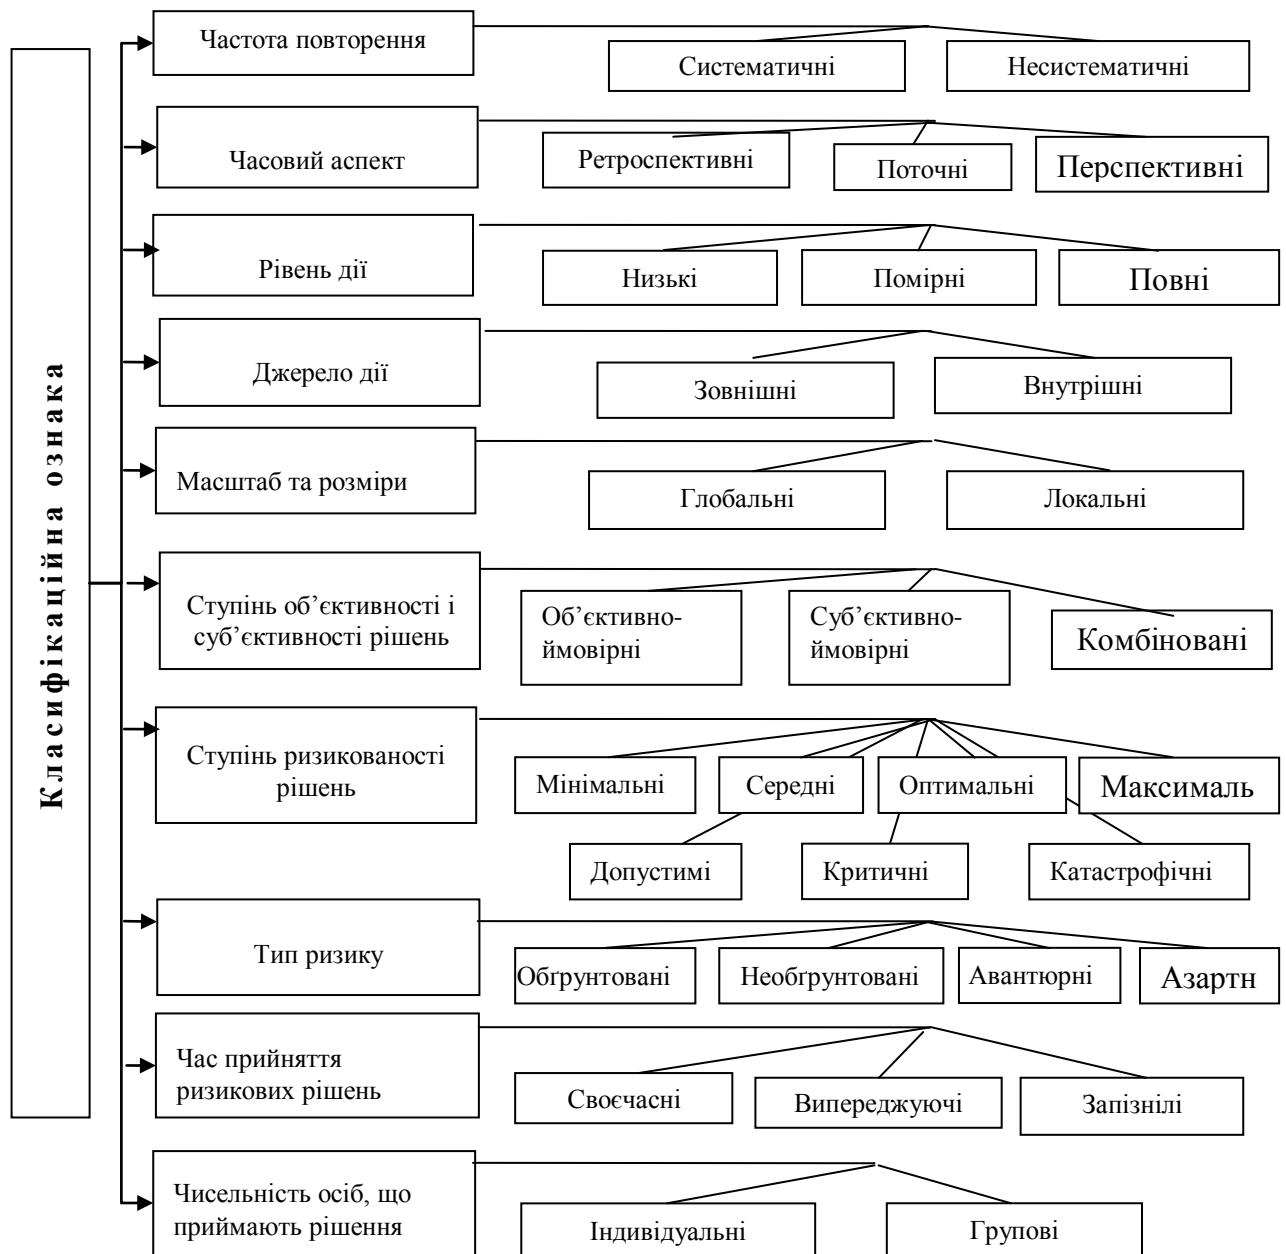 Класифікаційна ознака
Частота повторення
Систематичні
Несистематичні
Часовий аспект
Ретроспективні
Поточні
Перспективні
Рівень дії
Низькі
Помірні
Повні
Джерело дії
Зовнішні
Внутрішні
Масштаб та розміри
Глобальні
Локальні
Ступінь об’єктивності і
суб’єктивності рішень
Об’єктивно-
ймовірні
Суб’єктивно-
ймовірні
Комбіновані
Ступінь ризикованості
рішень
Мінімальні
Середні
Оптимальні
Максималь
Допустимі
Критичні
Катастрофічні
Тип ризику
Обґрунтовані
Необґрунтовані
Авантюрні
Азартн
Час прийняття
ризикових рішень
Своєчасні
Випереджуючі
Запізнілі
Чисельність осіб, що
приймають рішення
Індивідуальні
Групові